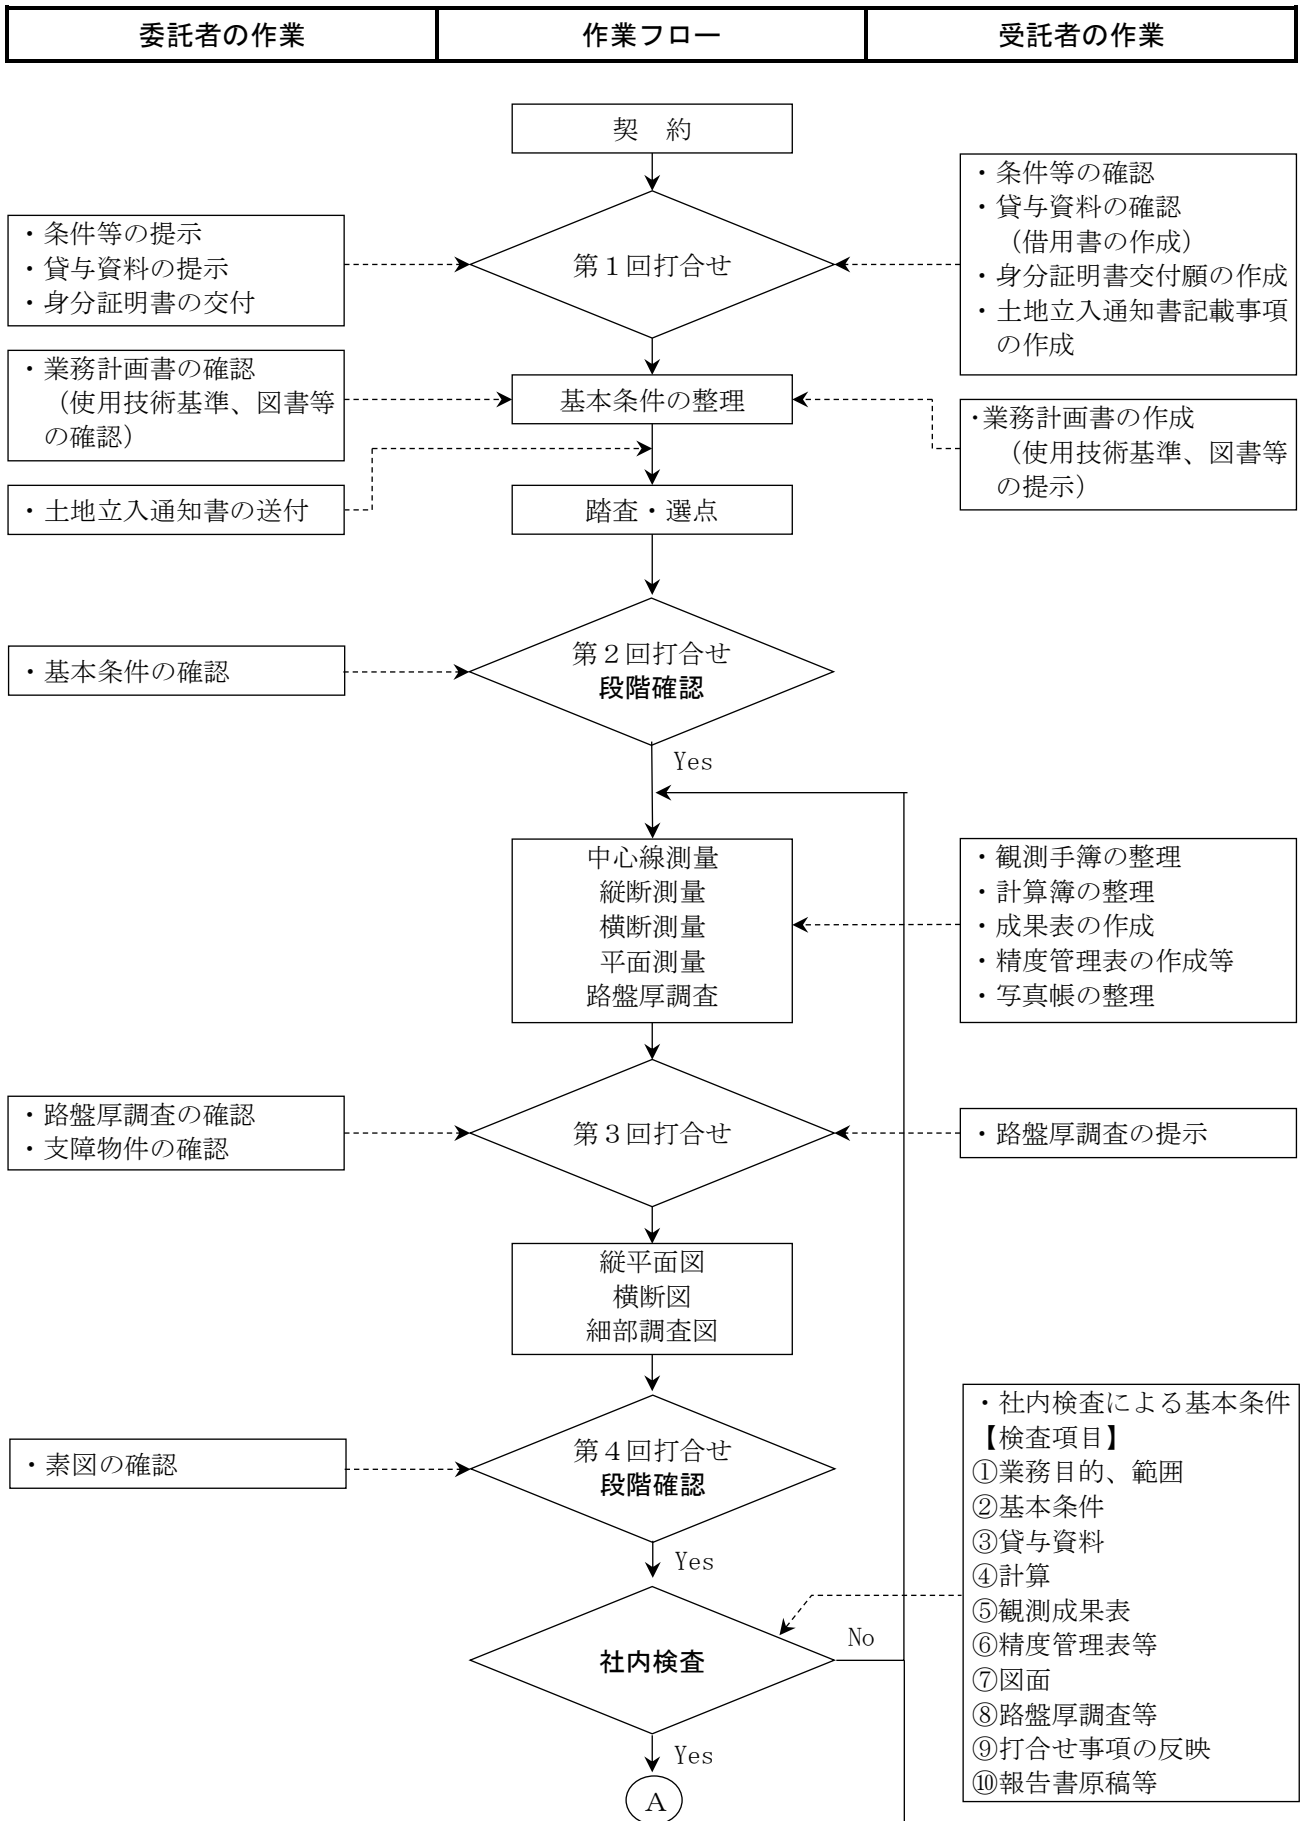 委託者の作業
作業フロー
受託者の作業
契　約
・条件等の確認
・貸与資料の確認
（借用書の作成）
・身分証明書交付願の作成
・土地立入通知書記載事項
の作成
・条件等の提示
・貸与資料の提示
・身分証明書の交付
第１回打合せ
・業務計画書の確認
（使用技術基準、図書等
の確認）
基本条件の整理
・業務計画書の作成
（使用技術基準、図書等
の提示）
・土地立入通知書の送付
踏査・選点
・基本条件の確認
第２回打合せ
段階確認
Yes
中心線測量
縦断測量
横断測量
平面測量
路盤厚調査
・観測手簿の整理
・計算簿の整理
・成果表の作成
・精度管理表の作成等
・写真帳の整理
・路盤厚調査の確認
・支障物件の確認
第３回打合せ
・路盤厚調査の提示
縦平面図
横断図
細部調査図
・素図の確認
第４回打合せ
段階確認
Yes
・社内検査による基本条件
【検査項目】
①業務目的、範囲
②基本条件
③貸与資料
④計算
⑤観測成果表
⑥精度管理表等
⑦図面
⑧路盤厚調査等
⑨打合せ事項の反映
⑩報告書原稿等
社内検査
No
Yes
A